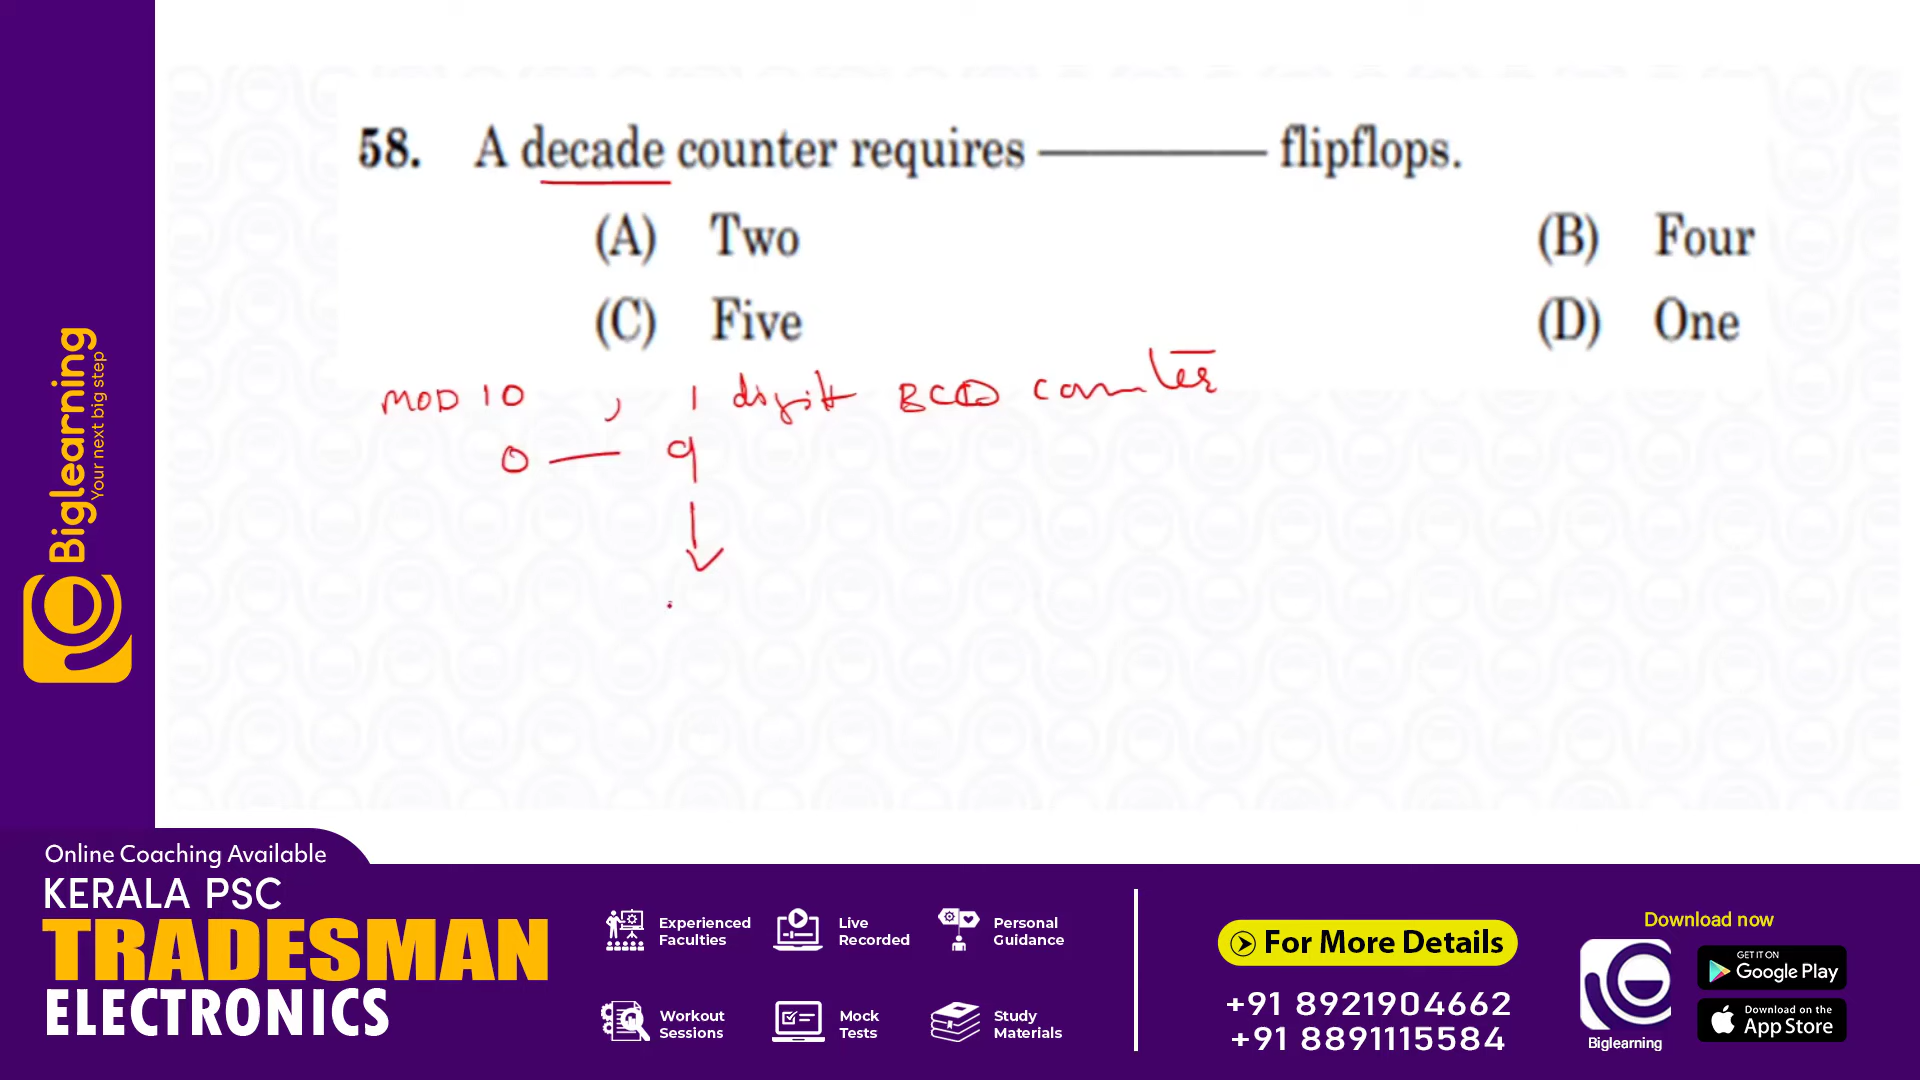 58. A decade counter requires ———— flipflops.
(A) Two
(B) Four
(C) Five
(D) One
MOD 10 , 1 digit BCD counter
0 — 9
Biglearning
Your next big step
Online Coaching Available
KERALA PSC
TRADESMAN
ELECTRONICS
Experienced
Faculties
Live
Recorded
Personal
Guidance
Workout
Sessions
Mock
Tests
Study
Materials
For More Details
+91 8921904662
+91 8891115584
Download now
Biglearning
GET IT ON
Google Play
Download on the
App Store